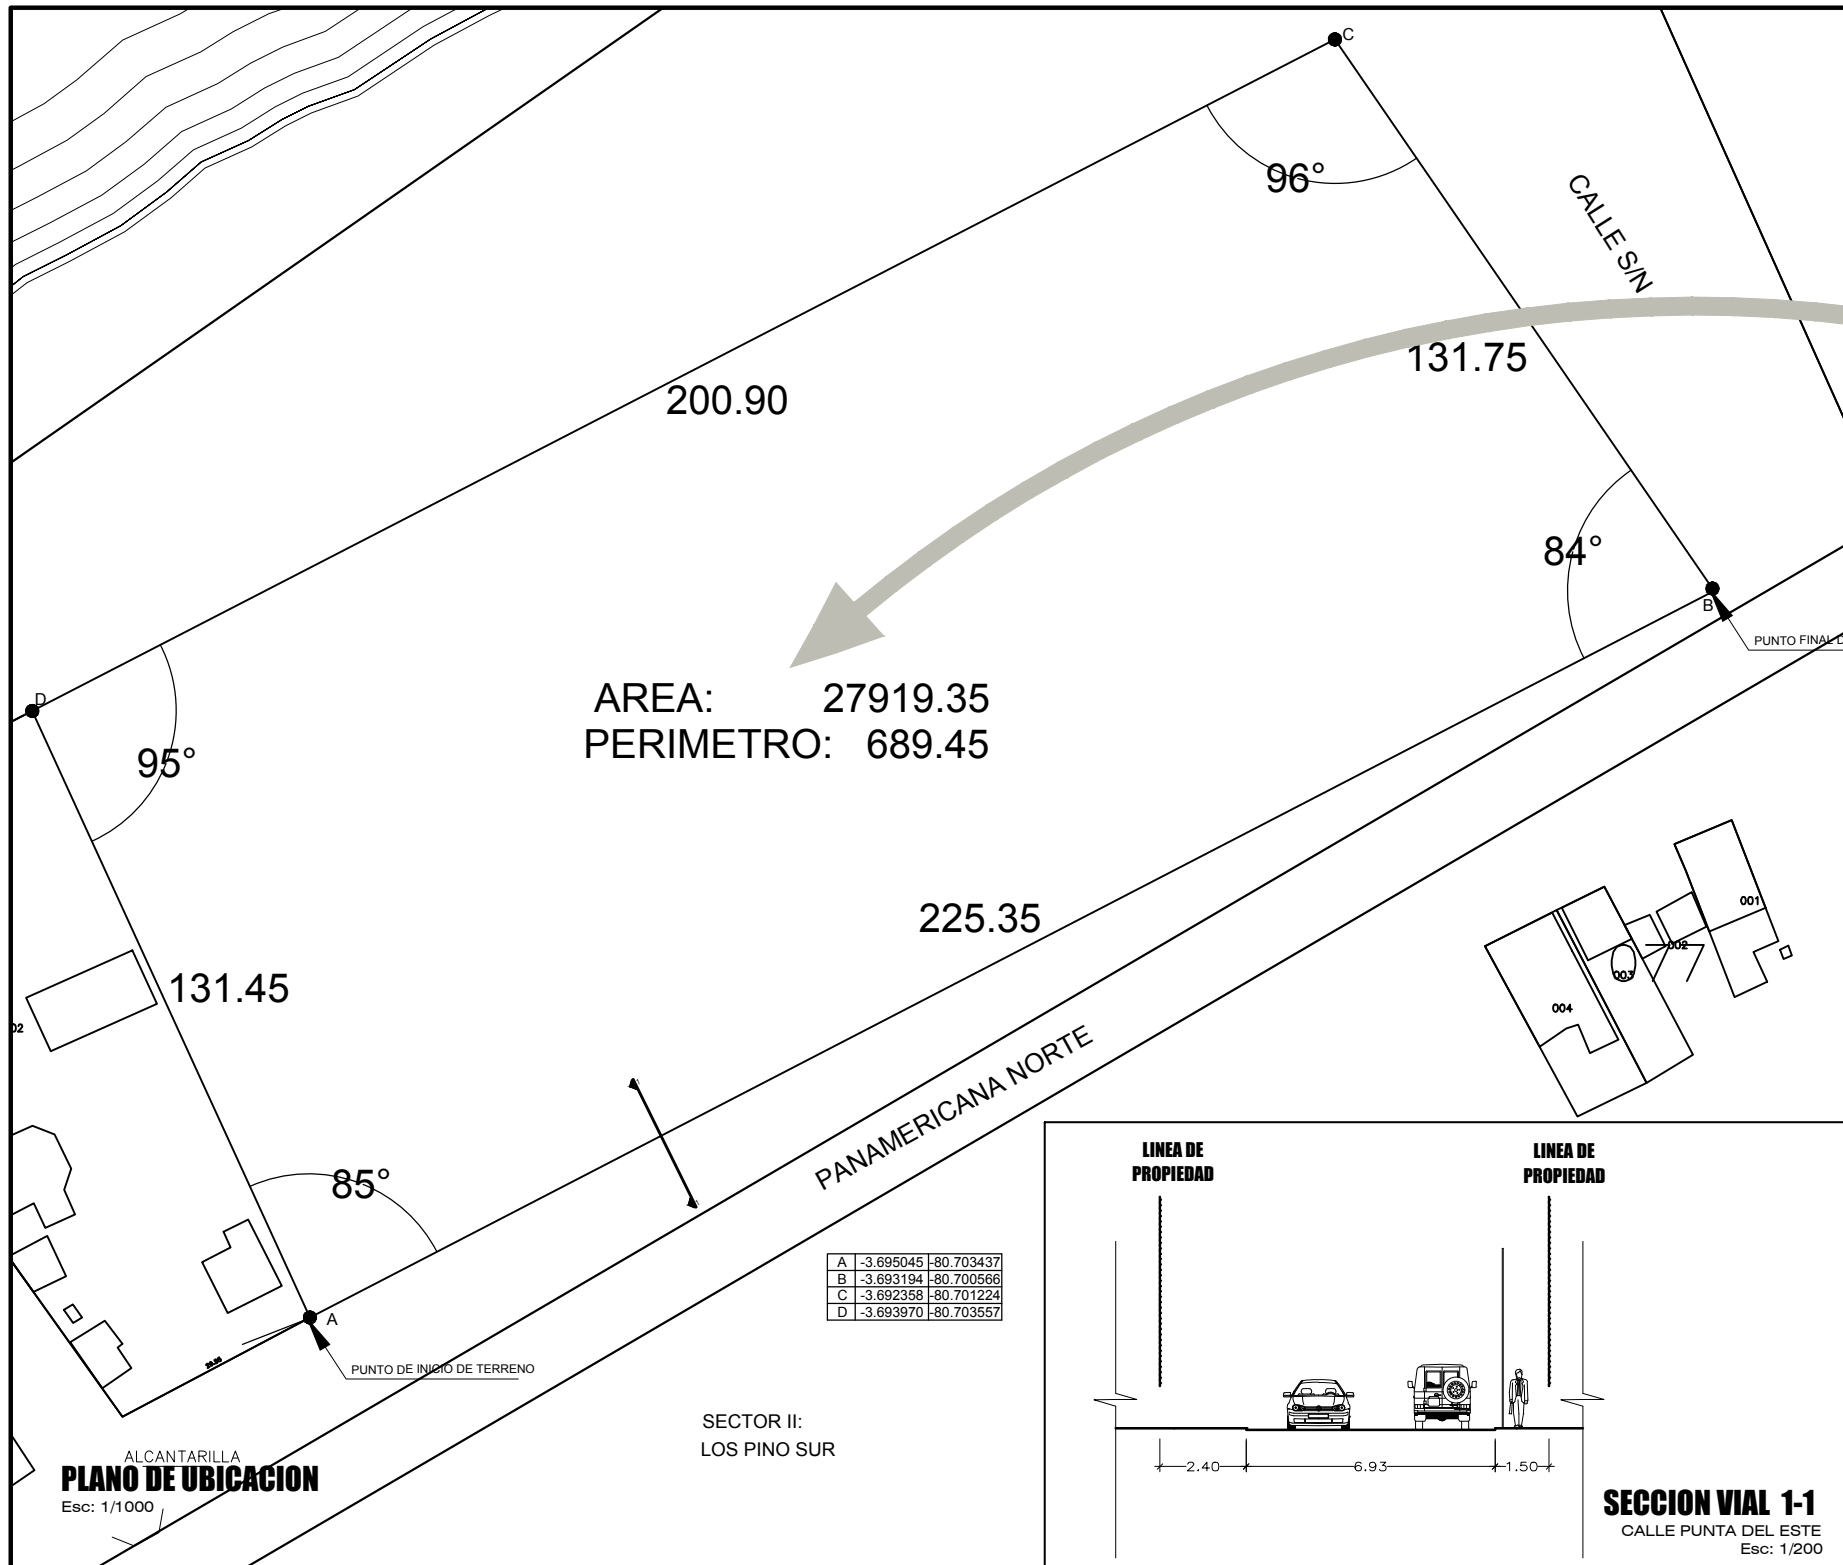 C
96°
CALLE S/N
131.75
200.90
84°
B
PUNTO FINAL D
D
95°
AREA: 27919.35
PERIMETRO: 689.45
225.35
131.45
02
001
002
003
004
PANAMERICANA NORTE
85°
A
PUNTO DE INICIO DE TERRENO
A -3.695045 -80.703437
B -3.693194 -80.700566
C -3.692358 -80.701224
D -3.693970 -80.703557
SECTOR II:
LOS PINO SUR
ALCANTARILLA
PLANO DE UBICACION
Esc: 1/1000
LINEA DE
PROPIEDAD
LINEA DE
PROPIEDAD
2.40
6.93
1.50
SECCION VIAL 1-1
CALLE PUNTA DEL ESTE
Esc: 1/200